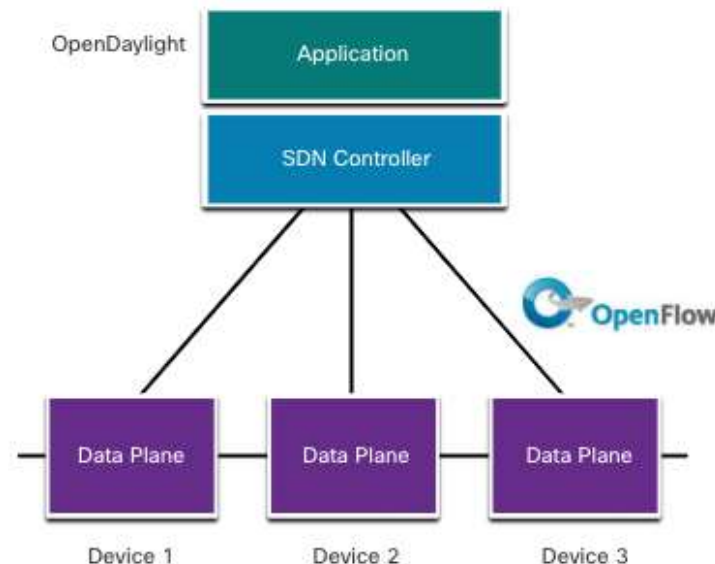 OpenDaylight
Application
SDN Controller
OpenFlow
Data Plane
Data Plane
Data Plane
Device 1
Device 2
Device 3